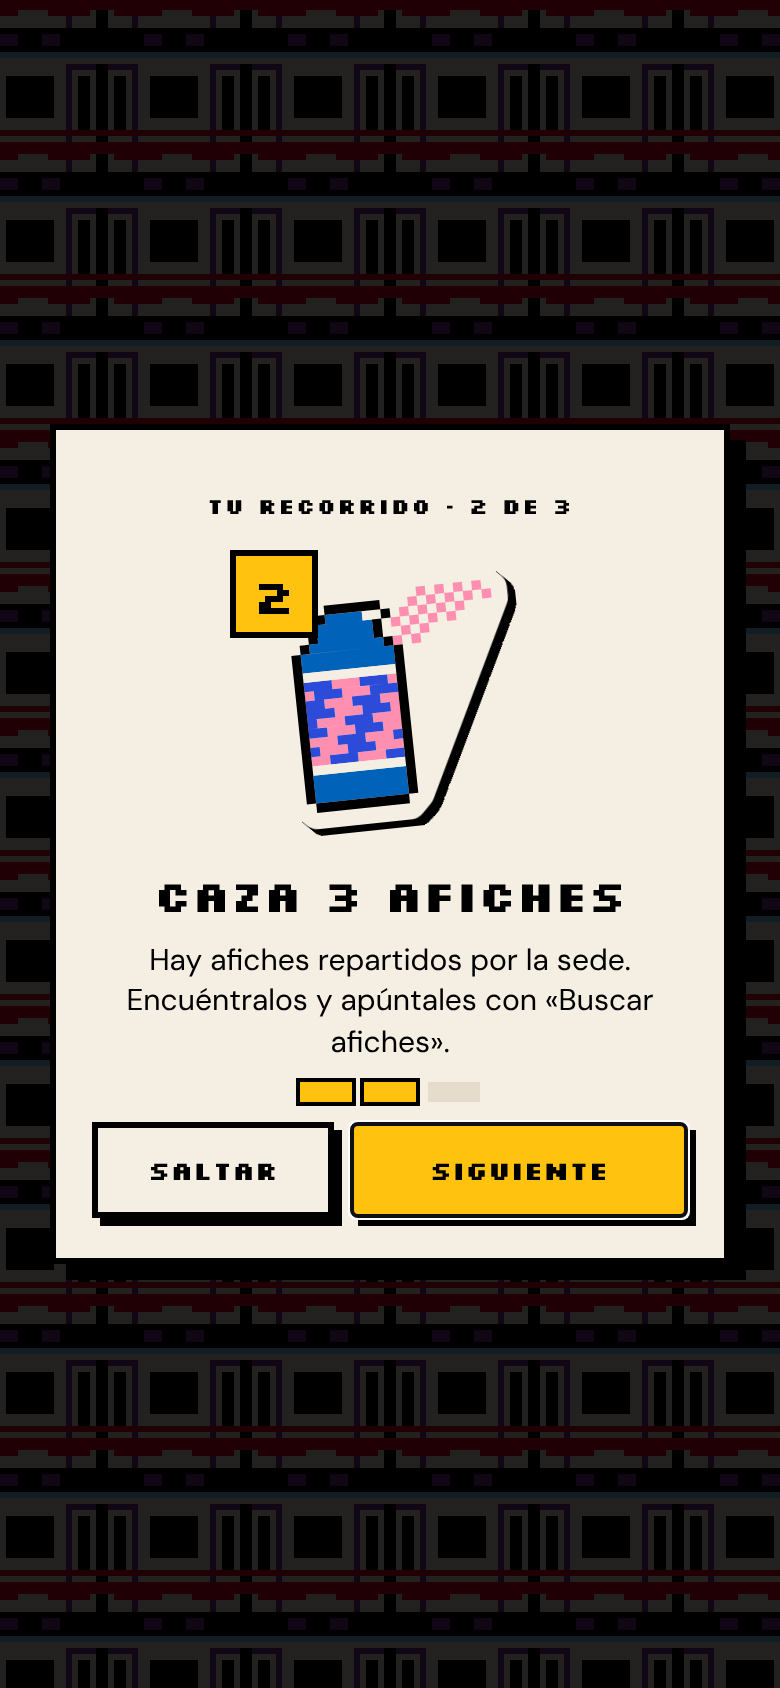 TU RECORRIDO · 2 DE 3
2
CAZA 3 AFICHES
Hay afiches repartidos por la sede.
Encuéntralos y apúntales con «Buscar
afiches».
SALTAR
SIGUIENTE